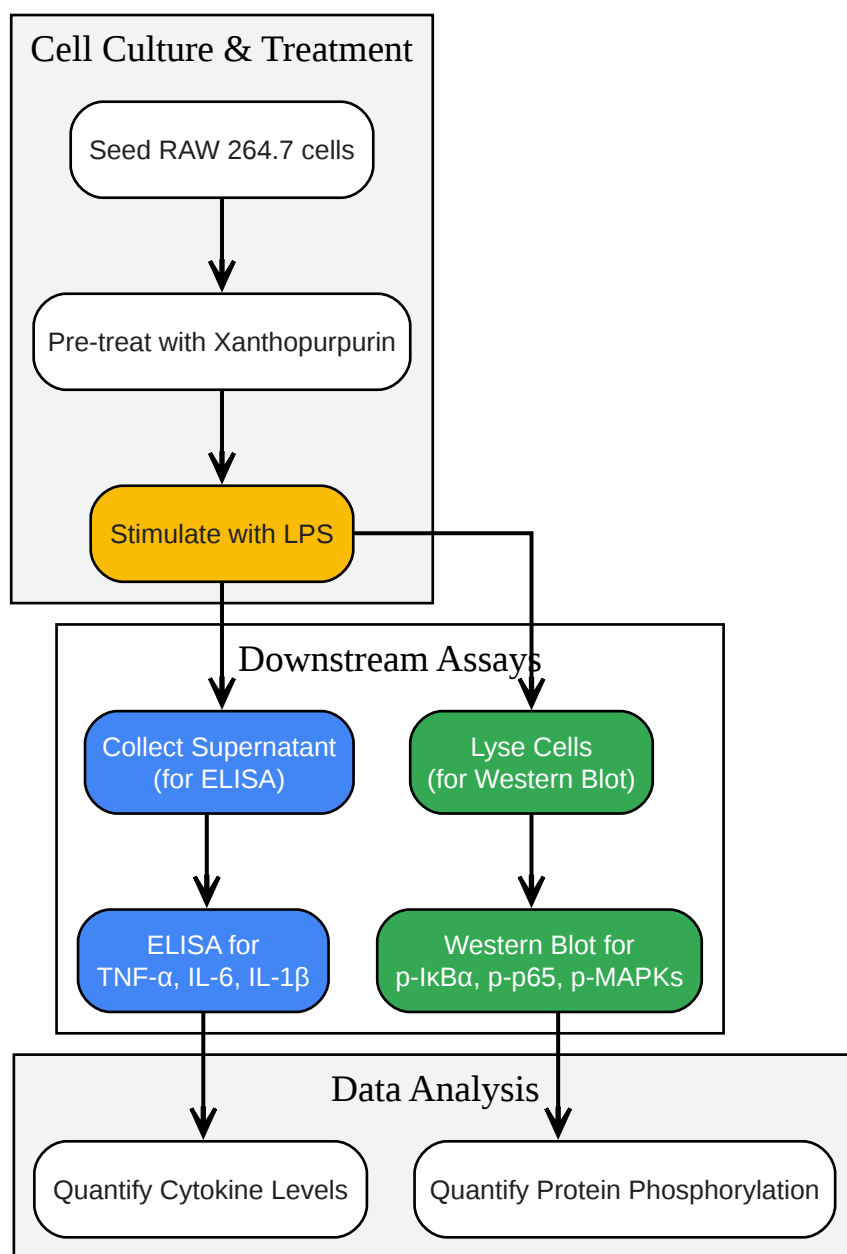 Cell Culture & Treatment
Seed RAW 264.7 cells
Pre-treat with Xanthopurpurin
Stimulate with LPS
Downstream Assays
Collect Supernatant
(for ELISA)
Lyse Cells
(for Western Blot)
ELISA for
TNF-α, IL-6, IL-1β
Western Blot for
p-IκBα, p-p65, p-MAPKs
Data Analysis
Quantify Cytokine Levels
Quantify Protein Phosphorylation